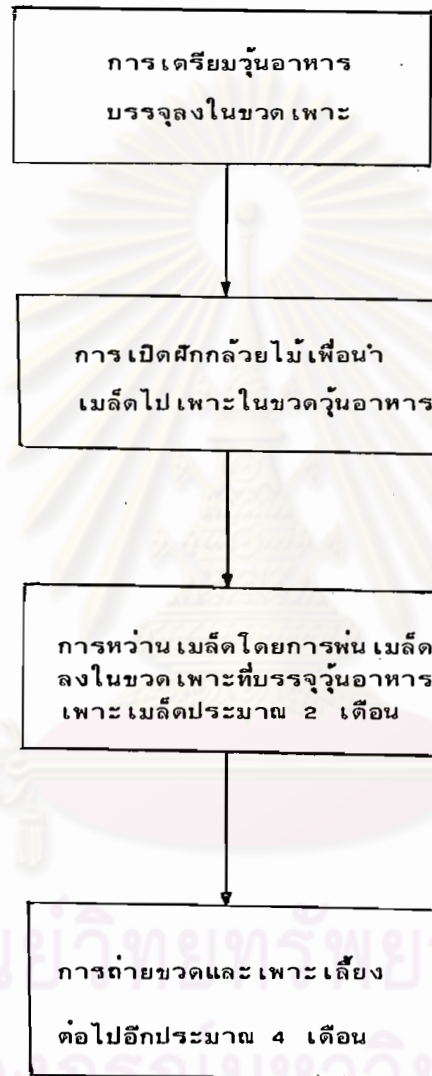 การเตรียมวุ้นอาหาร
บรรจุลงในขวดเพาะ
การเปิดฝักกล้วยไม้เพื่อนำ
เมล็ดไปเพาะในขวดวุ้นอาหาร
การหว่านเมล็ดโดยการพ่นเมล็ด
ลงในขวดเพาะที่บรรจุวุ้นอาหาร
เพาะเมล็ดประมาณ 2 เดือน
การถ่ายขวดและเพาะเลี้ยง
ต่อไปอีกประมาณ 4 เดือน